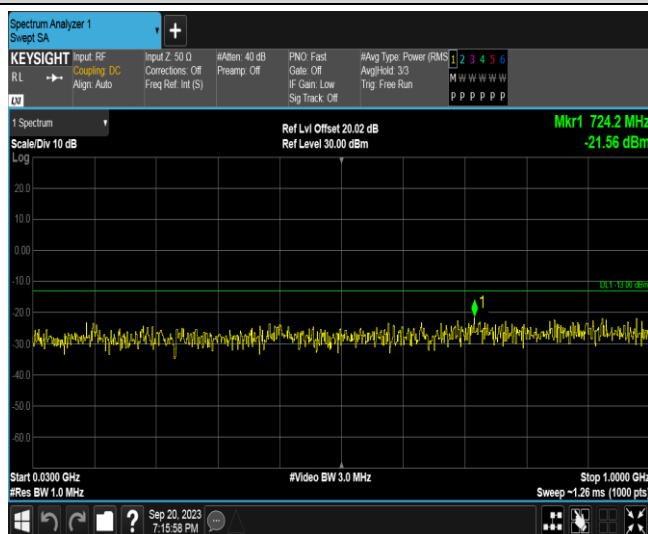 Spectrum Analyzer 1
Swept SA
+
KEYSIGHT
RL
LXI
Input: RF
Coupling: DC
Align: Auto
Input Z: 50 Ω
Corrections: Off
Freq Ref: Int (S)
#Atten: 40 dB
Preamp: Off
PNO: Fast
Gate: Off
IF Gain: Low
Sig Track: Off
#Avg Type: Power (RMS
Avg|Hold: 3/3
Trig: Free Run
1 2 3 4 5 6
M W W W W W
P P P P P P
1 Spectrum
Scale/Div 10 dB
Log
Ref Lvl Offset 20.02 dB
Ref Level 30.00 dBm
Mkr1 724.2 MHz
-21.56 dBm
20.0
10.0
0.00
-10.0
DL1 -13.00 dBm
1
-20.0
-30.0
-40.0
-50.0
-60.0
Start 0.0300 GHz
#Res BW 1.0 MHz
#Video BW 3.0 MHz
Stop 1.0000 GHz
Sweep ~1.26 ms (1000 pts)
?
Sep 20, 2023
7:15:58 PM